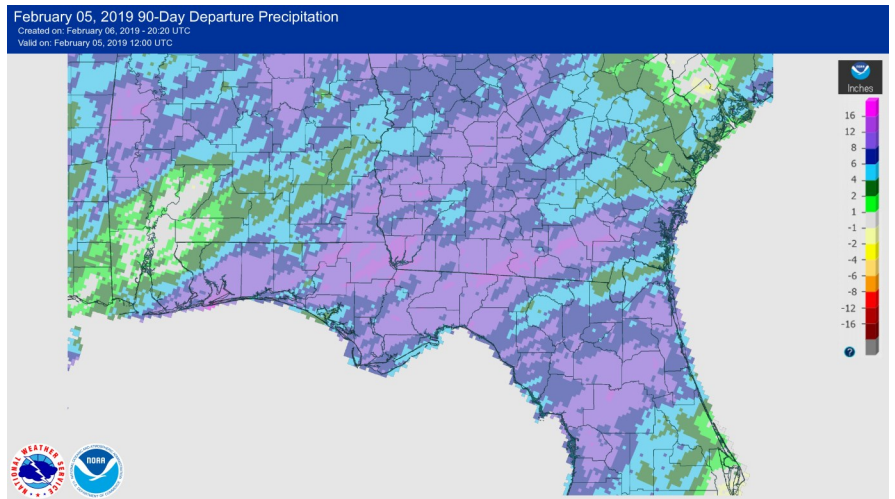 February 05, 2019 90-Day Departure Precipitation
Created on: February 06, 2019 - 20:20 UTC
Valid on: February 05, 2019 12:00 UTC
NOAA
Inches
16
12
8
6
4
2
1
-1
-2
-4
-6
-8
-12
-16
?
NATIONAL WEATHER SERVICE
NOAA